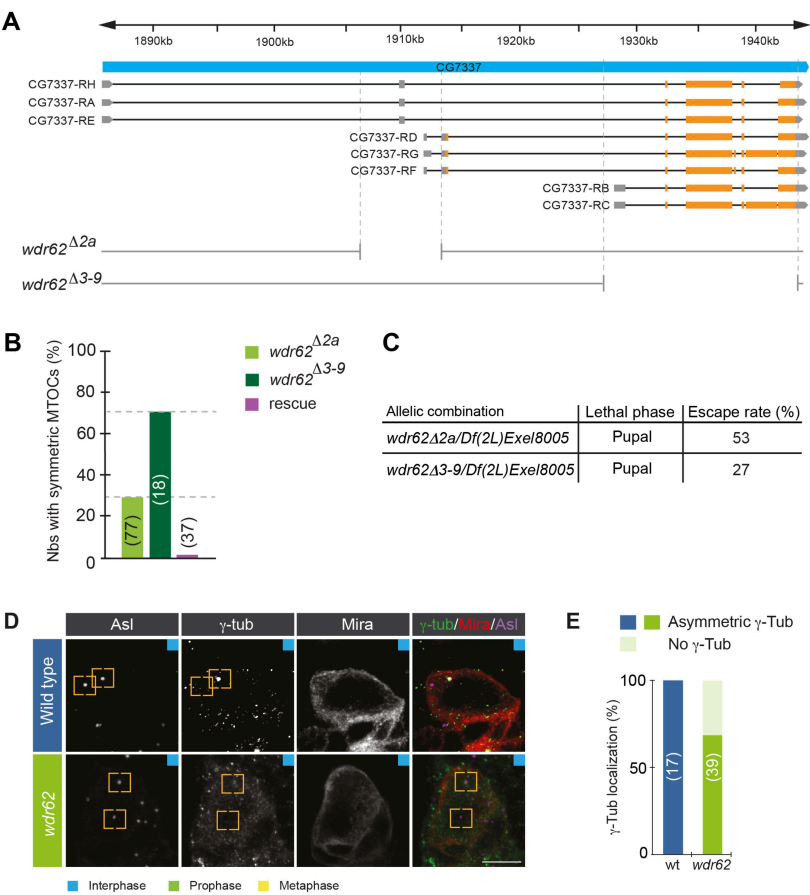 A
1890kb 1900kb 1910kb 1920kb 1930kb 1940kb
CG7337
CG7337-RH
CG7337-RA
CG7337-RE
CG7337-RD
CG7337-RG
CG7337-RF
CG7337-RB
CG7337-RC
wdr62Δ2a
wdr62Δ3-9
B
Nbs with symmetric MTOCs (%)
100
80
60
40
20
0
(77)
(18)
(37)
wdr62Δ2a
wdr62Δ3-9
rescue
C
Allelic combination Lethal phase Escape rate (%)
wdr62Δ2a/Df(2L)Exel8005 Pupal 53
wdr62Δ3-9/Df(2L)Exel8005 Pupal 27
D
Asl γ-tub Mira γ-tub/Mira/Asl
Wild type
wdr62
Interphase Prophase Metaphase
E
Asymmetric γ-Tub
No γ-Tub
γ-Tub localization (%)
100
50
0
(17)
(39)
wt wdr62